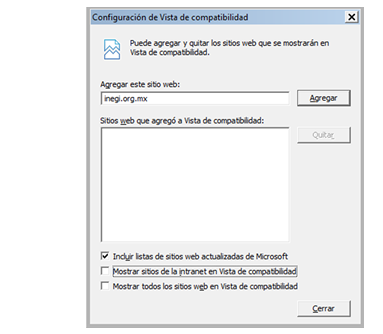 Configuración de Vista de compatibilidad
Puede agregar y quitar los sitios web que se mostrarán en
Vista de compatibilidad.
Agregar este sitio web:
inegi.org.mx
Agregar
Sitios web que agregó a Vista de compatibilidad:
Quitar
Incluir listas de sitios web actualizadas de Microsoft
Mostrar sitios de la intranet en Vista de compatibilidad
Mostrar todos los sitios web en Vista de compatibilidad
Cerrar